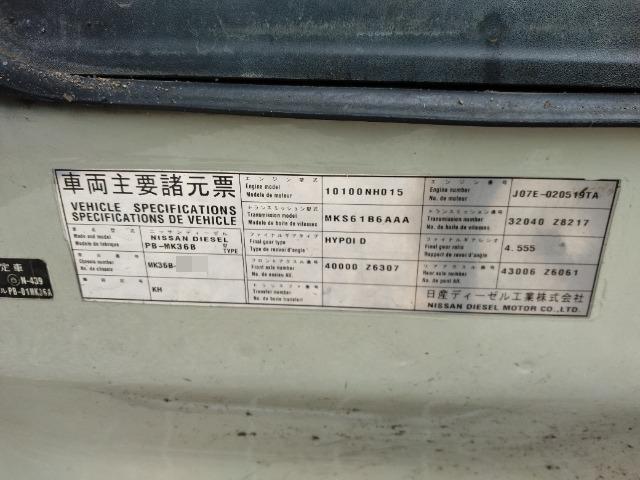 車両主要諸元票
VEHICLE SPECIFICATIONS
SPECIFICATIONS DE VEHICLE
車名型式
Make and model
Modele de fabrique
ニッサンディーゼル
NISSAN DIESEL
PB-MK36B
型
TYPE
車台番号
Chassis number
No. de chassis
MK36B-
KH
エンジン型式
Engine model
Modele de moteur
10100NH015
トランスミッション型式
Transmission model
Modele de boite de vitesses
MKS61B6AAA
ファイナルギアタイプ
Final gear type
Type de renvoi d'angle
HYPOID
フロントアクスル番号
Front axle number
No. de essieu AV.
40000 Z6307
トランスファ番号
Transfer number
No. de boite transfert
エンジン番号
Engine number
No. de moteur
J07E-020519TA
トランスミッション番号
Transmission number
No. de boite de vitesses
32040 Z8217
ファイナルギアレシオ
Final gear ratio
Rapport de renvoi d'angle
4.555
リアアクスル番号
Rear axle number
No. de pont AR.
43006 Z6061
日産ディーゼル工業株式会社
NISSAN DIESEL MOTOR CO.,LTD.
定車
N-439
PB-01MK36A